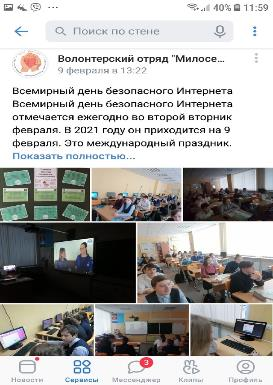 40% 11:59
Поиск по стене
Волонтерский отряд "Милосе...
9 февраля в 13:22
Всемирный день безопасного Интернета
Всемирный день безопасного Интернета
отмечается ежегодно во второй вторник
февраля. В 2021 году он приходится на 9
февраля. Это международный праздник.
Показать полностью...
3
Новости Сервисы Мессенджер Клипы Профиль